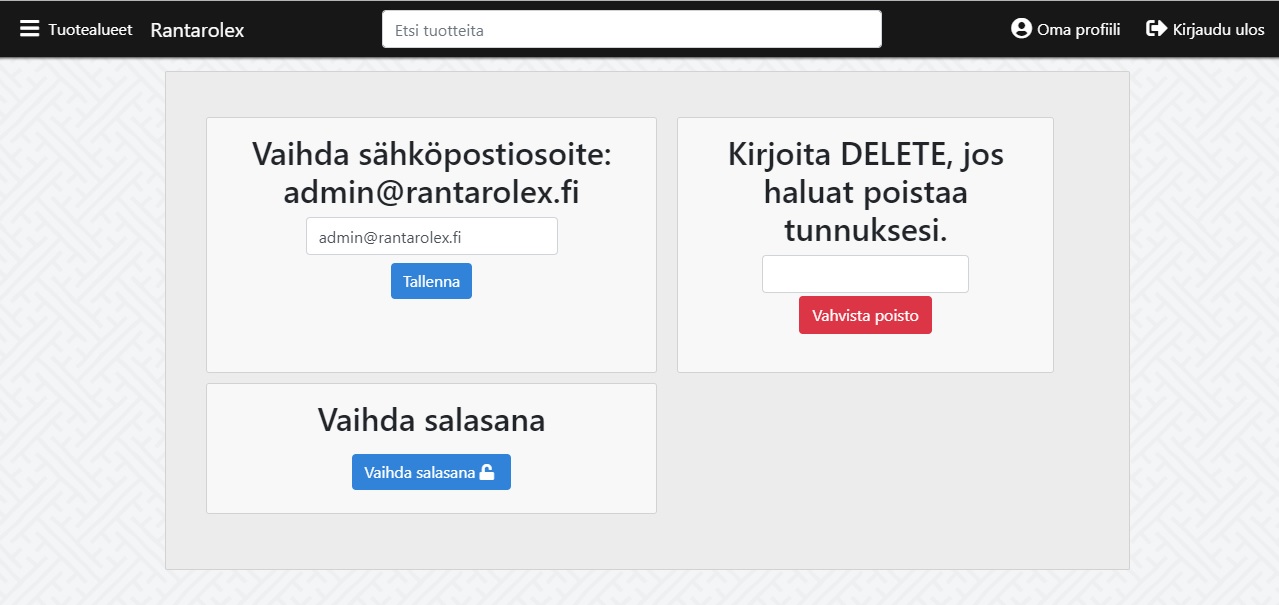 Tuotealueet Rantarolex Etsi tuotteita Oma profiili Kirjaudu ulos
Vaihda sähköpostiosoite:
admin@rantarolex.fi
admin@rantarolex.fi
Tallenna
Kirjoita DELETE, jos
haluat poistaa
tunnuksesi.
Vahvista poisto
Vaihda salasana
Vaihda salasana